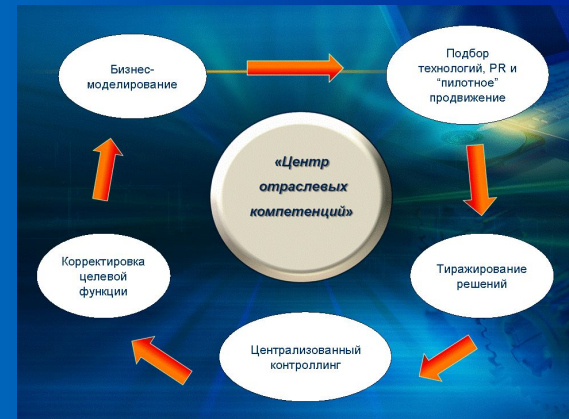 Бизнес-
моделирование
Подбор
технологий, PR и
“пилотное”
продвижение
«Центр
отраслевых
компетенций»
Корректировка
целевой
функции
Тиражирование
решений
Централизованный
контроллинг